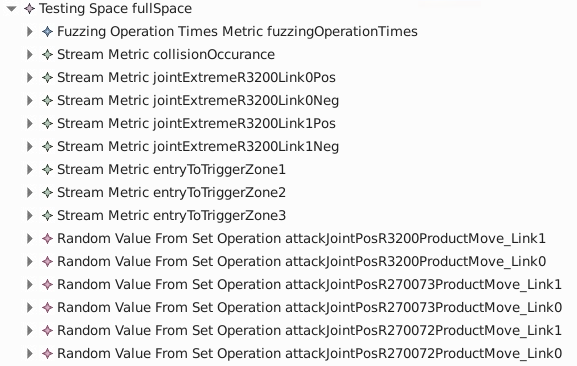 Testing Space fullSpace
Fuzzing Operation Times Metric fuzzingOperationTimes
Stream Metric collisionOccurance
Stream Metric jointExtremeR3200Link0Pos
Stream Metric jointExtremeR3200Link0Neg
Stream Metric jointExtremeR3200Link1Pos
Stream Metric jointExtremeR3200Link1Neg
Stream Metric entryToTriggerZone1
Stream Metric entryToTriggerZone2
Stream Metric entryToTriggerZone3
Random Value From Set Operation attackJointPosR3200ProductMove_Link1
Random Value From Set Operation attackJointPosR3200ProductMove_Link0
Random Value From Set Operation attackJointPosR270073ProductMove_Link1
Random Value From Set Operation attackJointPosR270073ProductMove_Link0
Random Value From Set Operation attackJointPosR270072ProductMove_Link1
Random Value From Set Operation attackJointPosR270072ProductMove_Link0